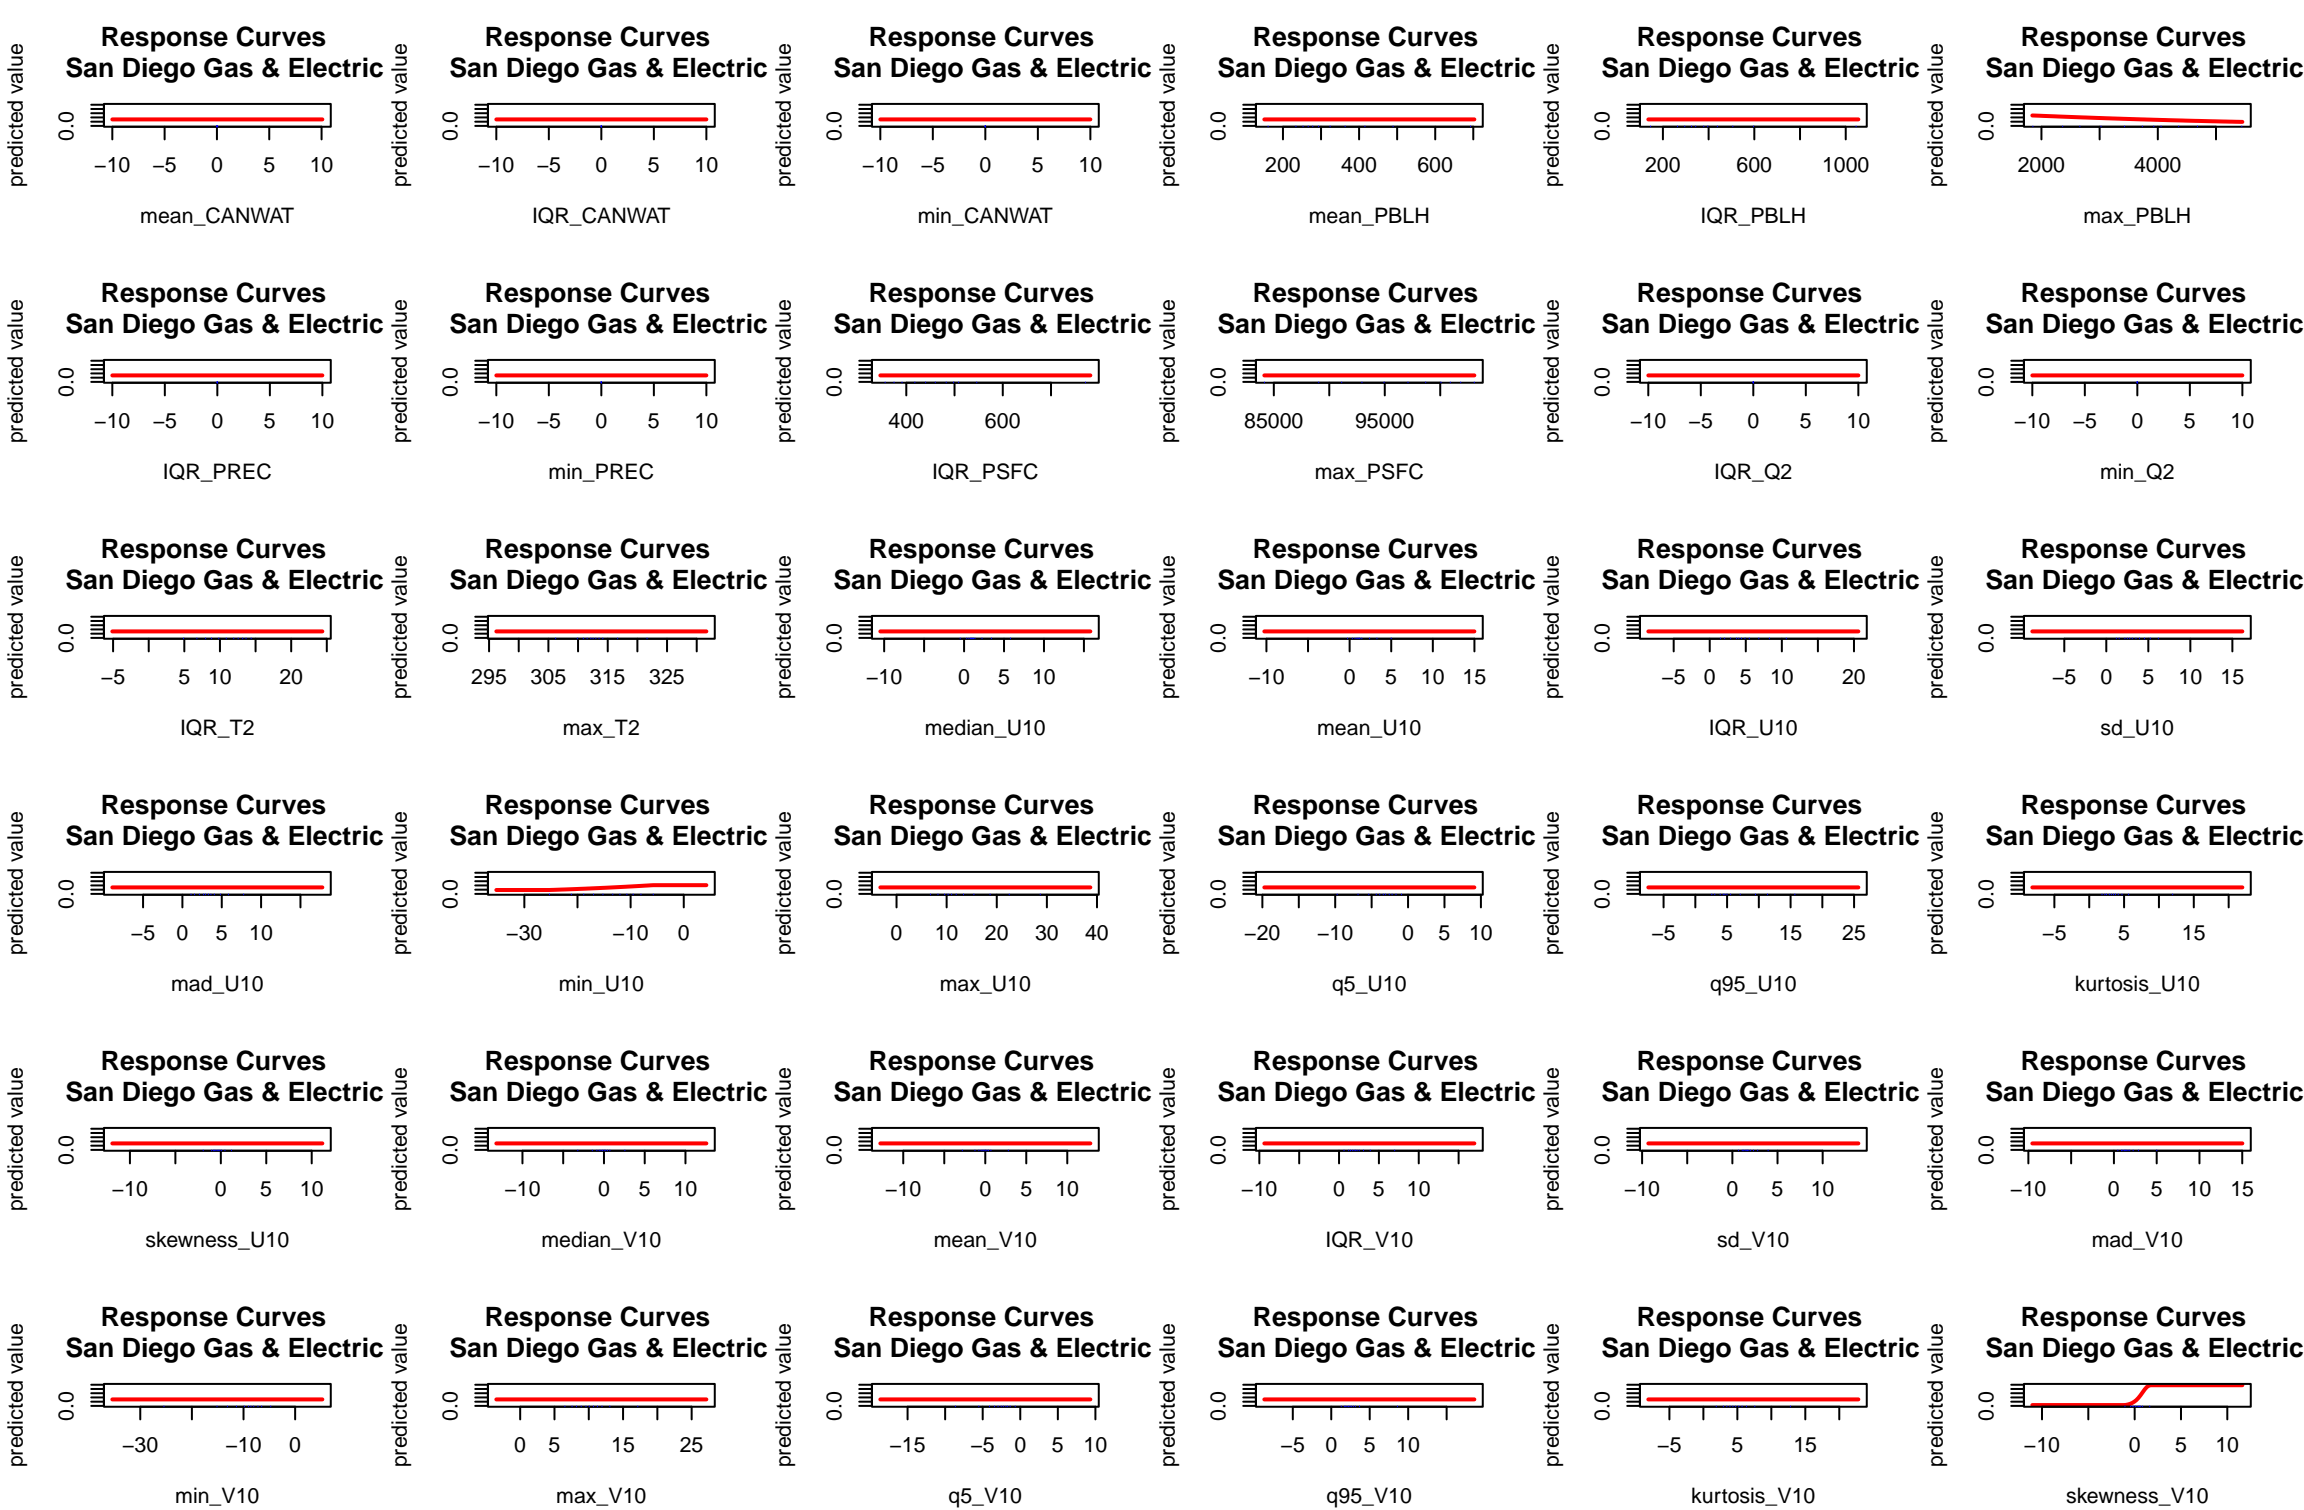 Response Curves
San Diego Gas & Electric
predicted value
0.0
−10 −5 0 5 10
mean_CANWAT
Response Curves
San Diego Gas & Electric
predicted value
0.0
−10 −5 0 5 10
IQR_CANWAT
Response Curves
San Diego Gas & Electric
predicted value
0.0
−10 −5 0 5 10
min_CANWAT
Response Curves
San Diego Gas & Electric
predicted value
0.0
200 400 600
mean_PBLH
Response Curves
San Diego Gas & Electric
predicted value
0.0
200 600 1000
IQR_PBLH
Response Curves
San Diego Gas & Electric
predicted value
0.0
2000 4000
max_PBLH
Response Curves
San Diego Gas & Electric
predicted value
0.0
−10 −5 0 5 10
IQR_PREC
Response Curves
San Diego Gas & Electric
predicted value
0.0
−10 −5 0 5 10
min_PREC
Response Curves
San Diego Gas & Electric
predicted value
0.0
400 600
IQR_PSFC
Response Curves
San Diego Gas & Electric
predicted value
0.0
85000 95000
max_PSFC
Response Curves
San Diego Gas & Electric
predicted value
0.0
−10 −5 0 5 10
IQR_Q2
Response Curves
San Diego Gas & Electric
predicted value
0.0
−10 −5 0 5 10
min_Q2
Response Curves
San Diego Gas & Electric
predicted value
0.0
−5 5 10 20
IQR_T2
Response Curves
San Diego Gas & Electric
predicted value
0.0
295 305 315 325
max_T2
Response Curves
San Diego Gas & Electric
predicted value
0.0
−10 0 5 10
median_U10
Response Curves
San Diego Gas & Electric
predicted value
0.0
−10 0 5 10 15
mean_U10
Response Curves
San Diego Gas & Electric
predicted value
0.0
−5 0 5 10 20
IQR_U10
Response Curves
San Diego Gas & Electric
predicted value
0.0
−5 0 5 10 15
sd_U10
Response Curves
San Diego Gas & Electric
predicted value
0.0
−5 0 5 10
mad_U10
Response Curves
San Diego Gas & Electric
predicted value
0.0
−30 −10 0
min_U10
Response Curves
San Diego Gas & Electric
predicted value
0.0
0 10 20 30 40
max_U10
Response Curves
San Diego Gas & Electric
predicted value
0.0
−20 −10 0 5 10
q5_U10
Response Curves
San Diego Gas & Electric
predicted value
0.0
−5 5 15 25
q95_U10
Response Curves
San Diego Gas & Electric
predicted value
0.0
−5 5 15
kurtosis_U10
Response Curves
San Diego Gas & Electric
predicted value
0.0
−10 0 5 10
skewness_U10
Response Curves
San Diego Gas & Electric
predicted value
0.0
−10 0 5 10
median_V10
Response Curves
San Diego Gas & Electric
predicted value
0.0
−10 0 5 10
mean_V10
Response Curves
San Diego Gas & Electric
predicted value
0.0
−10 0 5 10
IQR_V10
Response Curves
San Diego Gas & Electric
predicted value
0.0
−10 0 5 10
sd_V10
Response Curves
San Diego Gas & Electric
predicted value
0.0
−10 0 5 10 15
mad_V10
Response Curves
San Diego Gas & Electric
predicted value
0.0
−30 −10 0
min_V10
Response Curves
San Diego Gas & Electric
predicted value
0.0
0 5 15 25
max_V10
Response Curves
San Diego Gas & Electric
predicted value
0.0
−15 −5 0 5 10
q5_V10
Response Curves
San Diego Gas & Electric
predicted value
0.0
−5 0 5 10
q95_V10
Response Curves
San Diego Gas & Electric
predicted value
0.0
−5 5 15
kurtosis_V10
Response Curves
San Diego Gas & Electric
predicted value
0.0
−10 0 5 10
skewness_V10